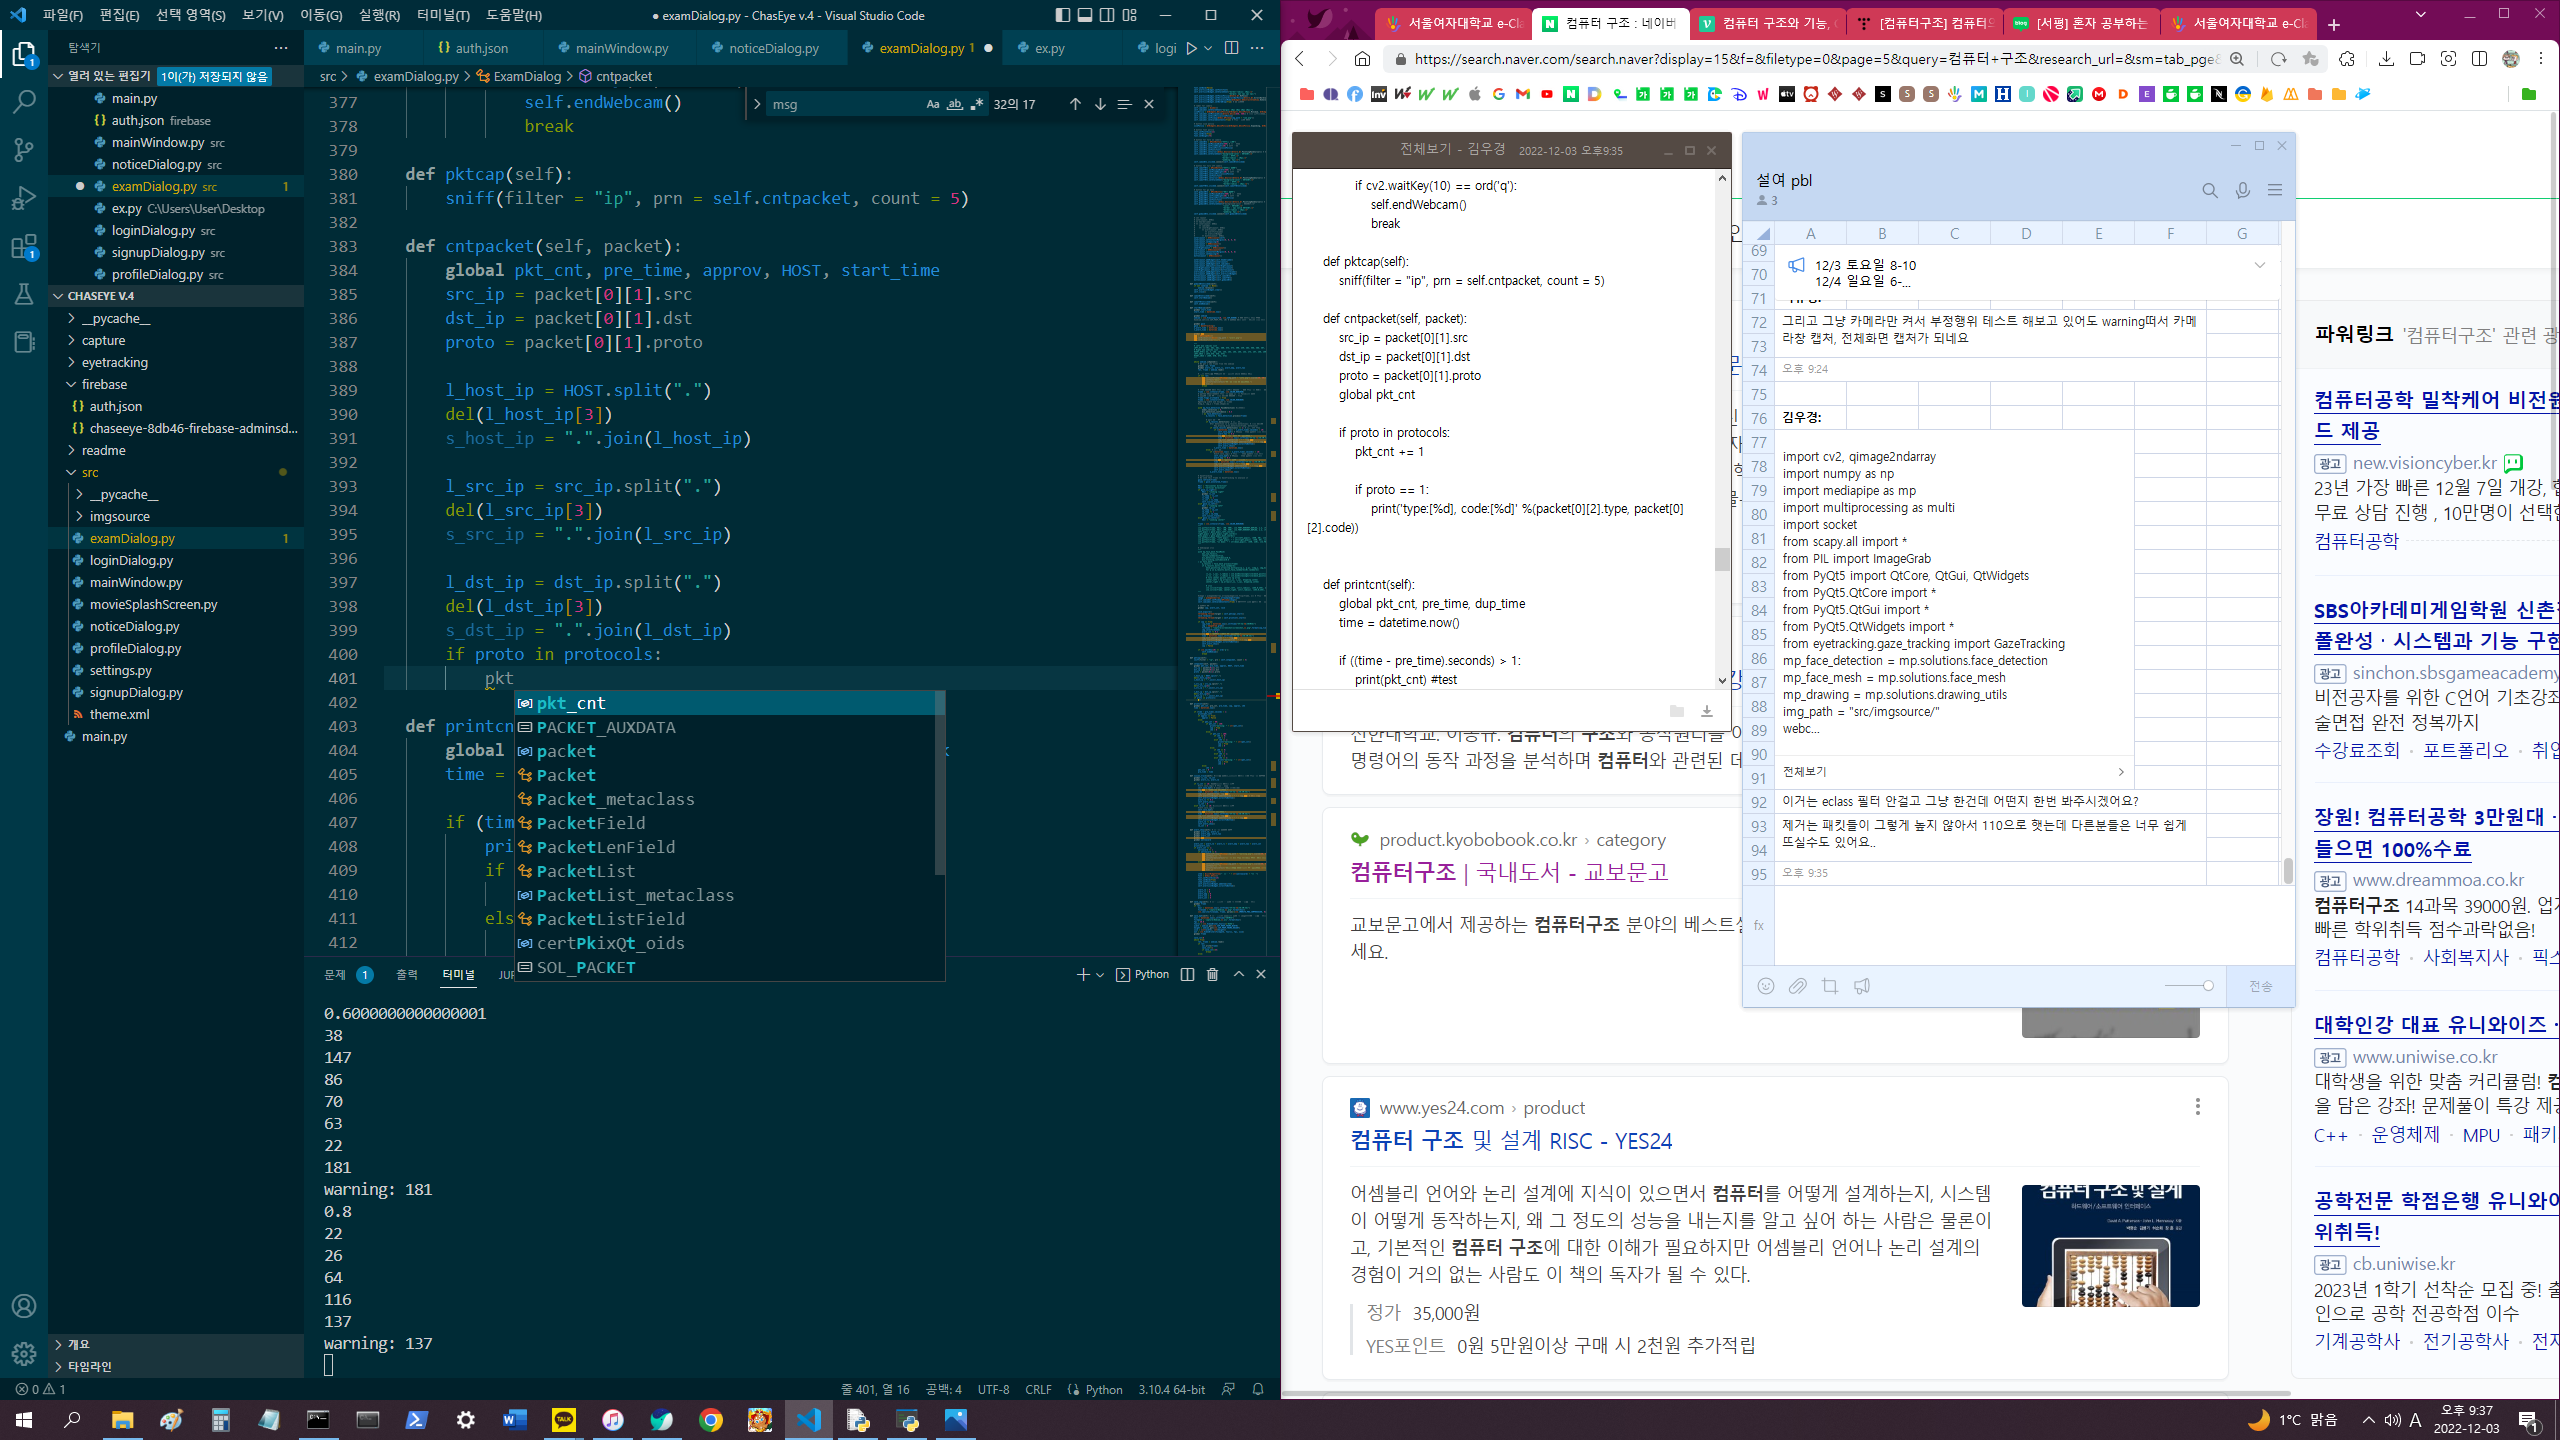 파일(F) 편집(E) 선택 영역(S) 보기(V) 이동(G) 실행(R) 터미널(T) 도움말(H)
● examDialog.py - ChasEye v.4 - Visual Studio Code
탐색기
열려 있는 편집기 1이(가) 저장되지 않음
main.py
auth.json firebase
mainWindow.py src
noticeDialog.py src
examDialog.py src 1
ex.py C:\Users\User\Desktop
loginDialog.py src
signupDialog.py src
profileDialog.py src
CHASEYE V.4
__pycache__
capture
eyetracking
firebase
auth.json
chaseeye-8db46-firebase-adminsd...
readme
src
__pycache__
imgsource
examDialog.py 1
loginDialog.py
mainWindow.py
movieSplashScreen.py
noticeDialog.py
profileDialog.py
settings.py
signupDialog.py
theme.xml
main.py
개요
타임라인
main.py auth.json mainWindow.py noticeDialog.py examDialog.py 1 ex.py logi
src > examDialog.py > ExamDialog > cntpacket
msg Aa ab 32의 17
377 self.endWebcam()
378 break
379
380 def pktcap(self):
381 sniff(filter = "ip", prn = self.cntpacket, count = 5)
382
383 def cntpacket(self, packet):
384 global pkt_cnt, pre_time, approv, HOST, start_time
385 src_ip = packet[0][1].src
386 dst_ip = packet[0][1].dst
387 proto = packet[0][1].proto
388
389 l_host_ip = HOST.split(".")
390 del(l_host_ip[3])
391 s_host_ip = ".".join(l_host_ip)
392
393 l_src_ip = src_ip.split(".")
394 del(l_src_ip[3])
395 s_src_ip = ".".join(l_src_ip)
396
397 l_dst_ip = dst_ip.split(".")
398 del(l_dst_ip[3])
399 s_dst_ip = ".".join(l_dst_ip)
400 if proto in protocols:
401 pkt
402
403 def printcn
404 global
405 time =
406
407 if (tim
408 pri
409 if
410
411 els
412
pkt_cnt
PACKET_AUXDATA
packet
Packet
Packet_metaclass
PacketField
PacketLenField
PacketList
PacketList_metaclass
PacketListField
certPkixQt_oids
SOL_PACKET
문제 1 출력 터미널 JUP
Python
0.6000000000000001
38
147
86
70
63
22
181
warning: 181
0.8
22
26
64
116
137
warning: 137
0 1
줄 401, 열 16 공백: 4 UTF-8 CRLF Python 3.10.4 64-bit
서울여자대학교 e-Cl 컴퓨터 구조 : 네이버 컴퓨터 구조와 기능, [컴퓨터구조] 컴퓨터의 [서평] 혼자 공부하는 서울여자대학교 e-Cl
https://search.naver.com/search.naver?display=15&f=&filetype=0&page=5&query=컴퓨터+구조&research_url=&sm=tab_pge&
전체보기 - 김우경 2022-12-03 오후9:35
if cv2.waitKey(10) == ord('q'):
self.endWebcam()
break
def pktcap(self):
sniff(filter = "ip", prn = self.cntpacket, count = 5)
def cntpacket(self, packet):
src_ip = packet[0][1].src
dst_ip = packet[0][1].dst
proto = packet[0][1].proto
global pkt_cnt
if proto in protocols:
pkt_cnt += 1
if proto == 1:
print('type:[%d], code:[%d]' %(packet[0][2].type, packet[0]
[2].code))
def printcnt(self):
global pkt_cnt, pre_time, dup_time
time = datetime.now()
if ((time - pre_time).seconds) > 1:
print(pkt_cnt) #test
설여 pbl
3
A B C D E F G
69
70
71
72
73
74
75
76
77
78
79
80
81
82
83
84
85
86
87
88
89
90
91
92
93
94
95
12/3 토요일 8-10
12/4 일요일 6-...
그리고 그냥 카메라만 켜서 부정행위 테스트 해보고 있어도 warning떠서 카메
라창 캡처, 전체화면 캡처가 되네요
오후 9:24
김우경:
import cv2, qimage2ndarray
import numpy as np
import mediapipe as mp
import multiprocessing as multi
import socket
from scapy.all import *
from PIL import ImageGrab
from PyQt5 import QtCore, QtGui, QtWidgets
from PyQt5.QtCore import *
from PyQt5.QtGui import *
from PyQt5.QtWidgets import *
from eyetracking.gaze_tracking import GazeTracking
mp_face_detection = mp.solutions.face_detection
mp_face_mesh = mp.solutions.face_mesh
mp_drawing = mp.solutions.drawing_utils
img_path = "src/imgsource/"
webc...
전체보기
이거는 eclass 필터 안걸고 그냥 한건데 어떤지 한번 봐주시겠어요?
제거는 패킷들이 그렇게 높지 않아서 110으로 햇는데 다른분들은 너무 쉽게
뜨실수도 있어요..
오후 9:35
fx
전송
명령어의 동작 과정을 분석하며 컴퓨터와 관련된 데
product.kyobobook.co.kr › category
컴퓨터구조 | 국내도서 - 교보문고
교보문고에서 제공하는 컴퓨터구조 분야의 베스트셀
세요.
www.yes24.com › product
컴퓨터 구조 및 설계 RISC - YES24
어셈블리 언어와 논리 설계에 지식이 있으면서 컴퓨터를 어떻게 설계하는지, 시스템
이 어떻게 동작하는지, 왜 그 정도의 성능을 내는지를 알고 싶어 하는 사람은 물론이
고, 기본적인 컴퓨터 구조에 대한 이해가 필요하지만 어셈블리 언어나 논리 설계의
경험이 거의 없는 사람도 이 책의 독자가 될 수 있다.
정가 35,000원
YES포인트 0원 5만원이상 구매 시 2천원 추가적립
컴퓨터 구조 및 설계
파워링크 '컴퓨터구조' 관련 광
컴퓨터공학 밀착케어 비전원
드 제공
광고 new.visioncyber.kr
23년 가장 빠른 12월 7일 개강,
무료 상담 진행 , 10만명이 선택한
컴퓨터공학
SBS아카데미게임학원 신촌
폴완성 · 시스템과 기능 구현
광고 sinchon.sbsgameacademy
비전공자를 위한 C언어 기초강좌
술면접 완전 정복까지
수강료조회 · 포트폴리오 · 취업
장원! 컴퓨터공학 3만원대 ·
들으면 100%수료
광고 www.dreammoa.co.kr
컴퓨터구조 14과목 39000원. 업계
빠른 학위취득 점수과락없음!
컴퓨터공학 · 사회복지사 · 픽스
대학인강 대표 유니와이즈 ·
광고 www.uniwise.co.kr
대학생을 위한 맞춤 커리큘럼! 컴
을 담은 강좌! 문제풀이 특강 제공
C++ · 운영체제 · MPU · 패키
공학전문 학점은행 유니와이
위취득!
광고 cb.uniwise.kr
2023년 1학기 선착순 모집 중! 출
인으로 공학 전공학점 이수
기계공학사 · 전기공학사 · 전자
1°C 맑음
A
오후 9:37
2022-12-03
1